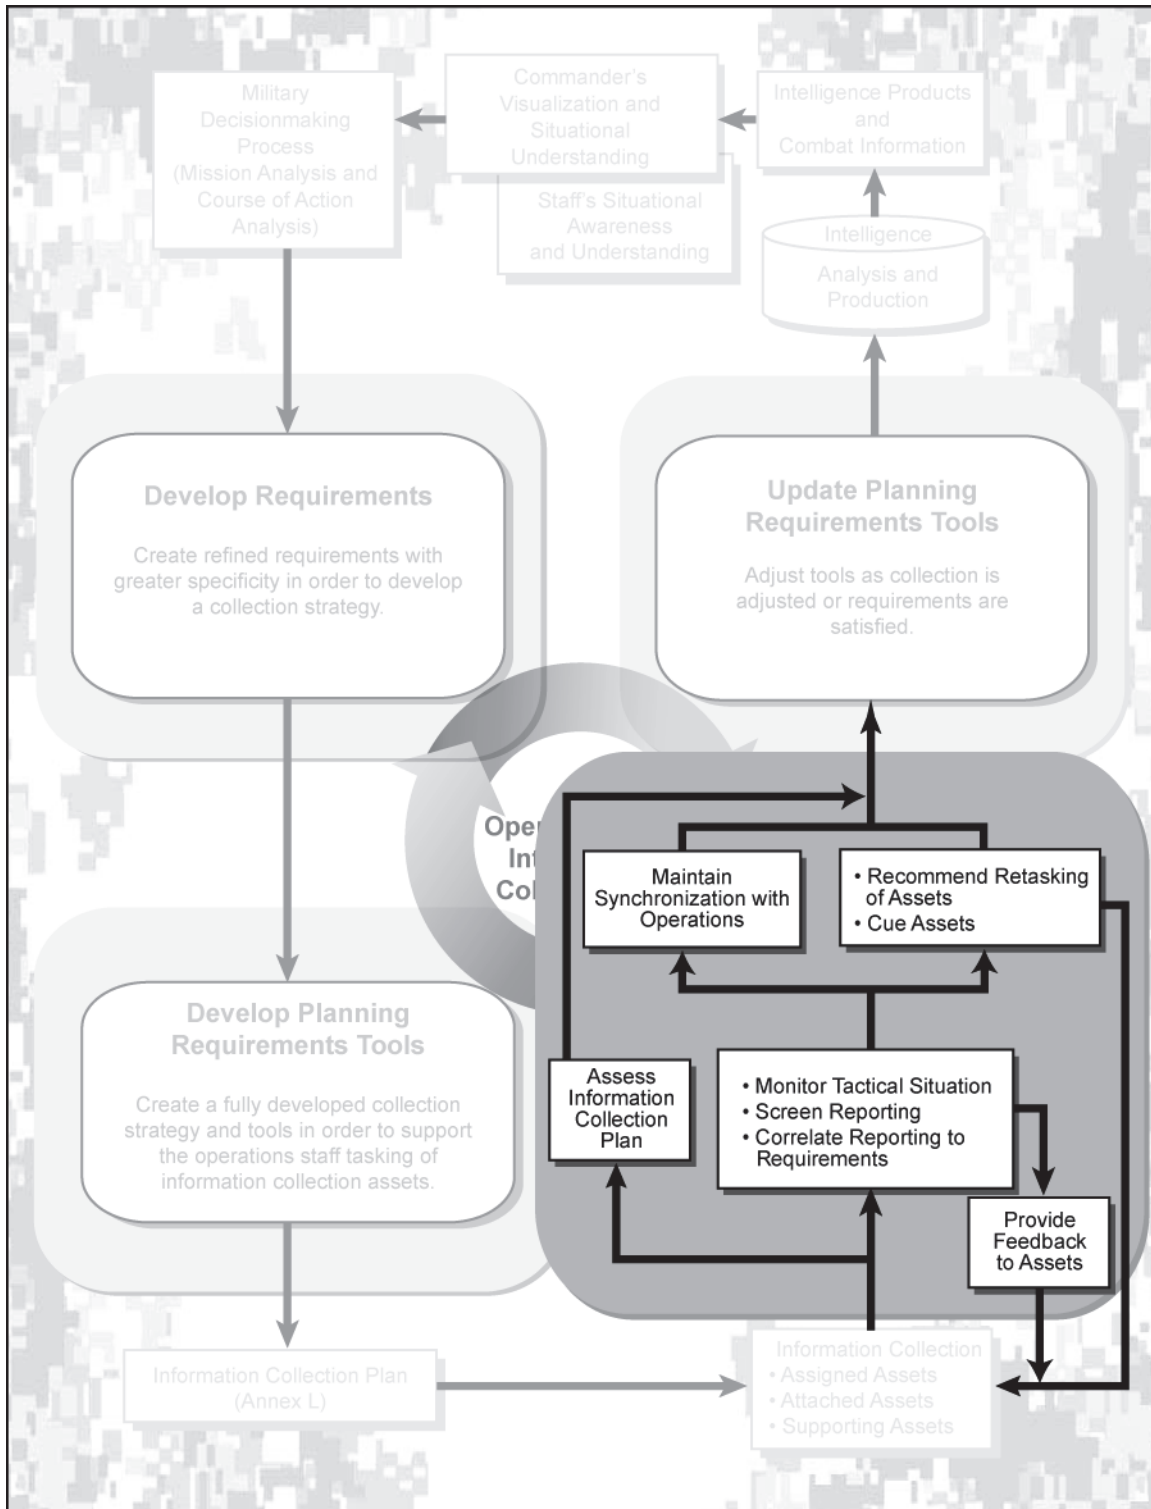 Military
Decisionmaking
Process
(Mission Analysis and
Course of Action
Analysis)
Commander's
Visualization and
Situational
Understanding
Staff's Situational
Awareness
and Understanding
Intelligence Products
and
Combat Information
Intelligence
Analysis and
Production
Develop Requirements
Create refined requirements with
greater specificity in order to develop
a collection strategy.
Update Planning
Requirements Tools
Adjust tools as collection is
adjusted or requirements are
satisfied.
Maintain
Synchronization with
Operations
• Recommend Retasking
of Assets
• Cue Assets
Develop Planning
Requirements Tools
Create a fully developed collection
strategy and tools in order to support
the operations staff tasking of
information collection assets.
Assess
Information
Collection
Plan
• Monitor Tactical Situation
• Screen Reporting
• Correlate Reporting to
Requirements
Provide
Feedback
to Assets
Information Collection Plan
(Annex L)
Information Collection
• Assigned Assets
• Attached Assets
• Supporting Assets